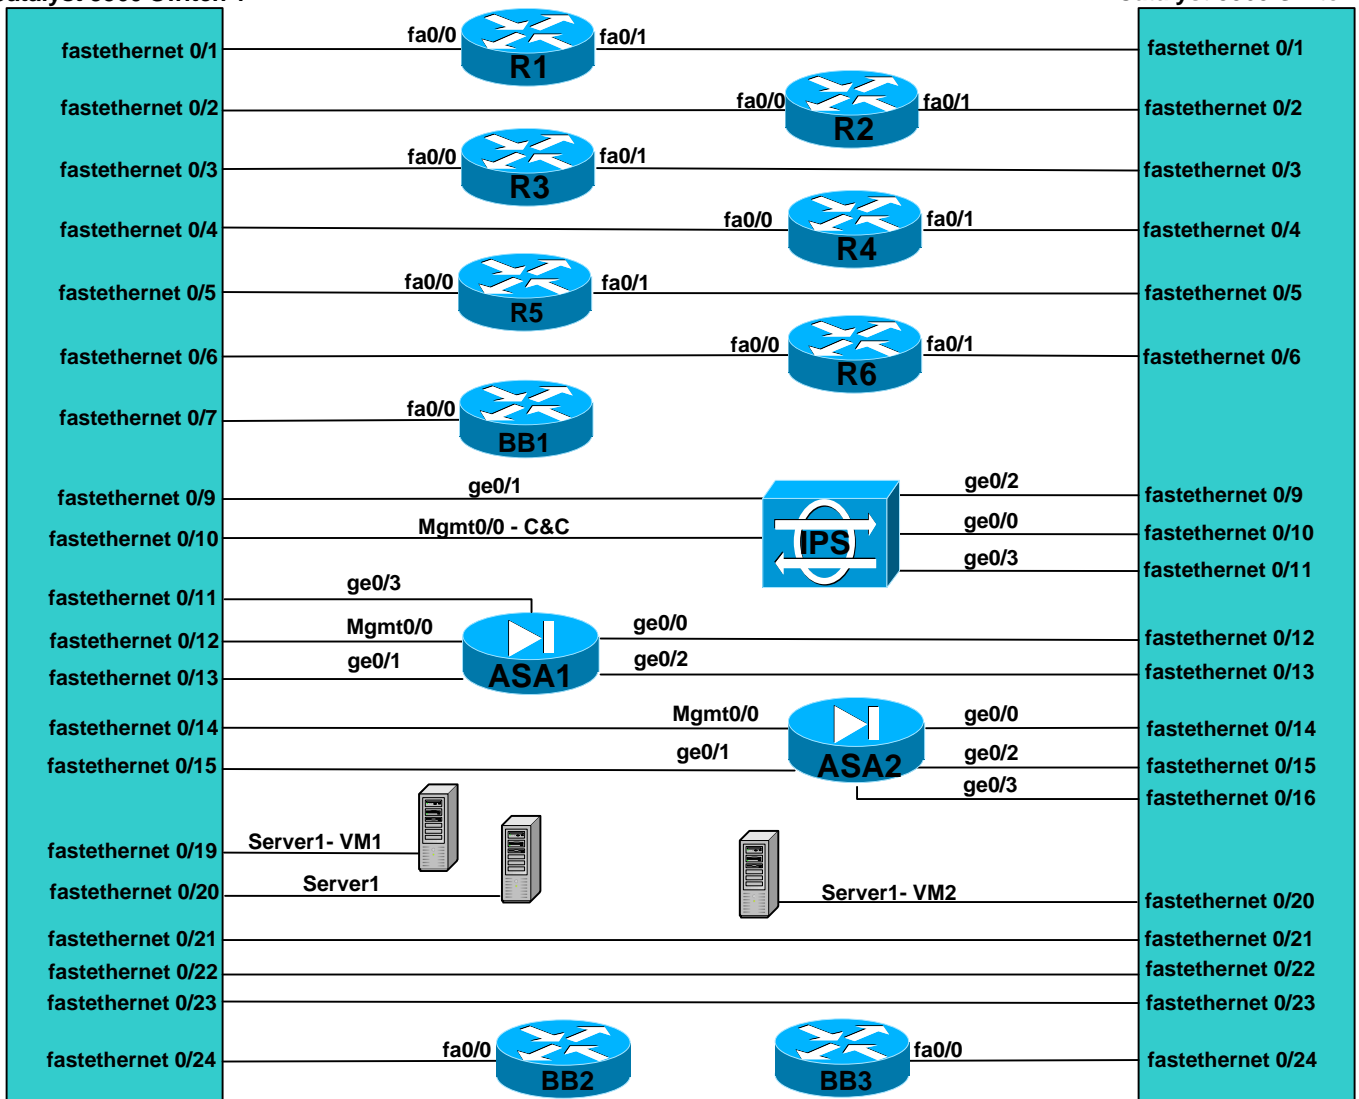 fastethernet 0/1 fa0/0 R1 fa0/1 fastethernet 0/1
fastethernet 0/2 fa0/0 R2 fa0/1 fastethernet 0/2
fastethernet 0/3 fa0/0 R3 fa0/1 fastethernet 0/3
fastethernet 0/4 fa0/0 R4 fa0/1 fastethernet 0/4
fastethernet 0/5 fa0/0 R5 fa0/1 fastethernet 0/5
fastethernet 0/6 fa0/0 R6 fa0/1 fastethernet 0/6
fastethernet 0/7 fa0/0 BB1
fastethernet 0/9 ge0/1 ge0/2 fastethernet 0/9
fastethernet 0/10 Mgmt0/0 - C&C IPS ge0/0 fastethernet 0/10
ge0/3 fastethernet 0/11
fastethernet 0/11 ge0/3
fastethernet 0/12 Mgmt0/0 ge0/0 fastethernet 0/12
fastethernet 0/13 ge0/1 ASA1 ge0/2 fastethernet 0/13
fastethernet 0/14 Mgmt0/0 ge0/0 fastethernet 0/14
fastethernet 0/15 ge0/1 ASA2 ge0/2 fastethernet 0/15
ge0/3 fastethernet 0/16
fastethernet 0/19 Server1- VM1
fastethernet 0/20 Server1 Server1- VM2 fastethernet 0/20
fastethernet 0/21 fastethernet 0/21
fastethernet 0/22 fastethernet 0/22
fastethernet 0/23 fastethernet 0/23
fastethernet 0/24 fa0/0 BB2 BB3 fa0/0 fastethernet 0/24